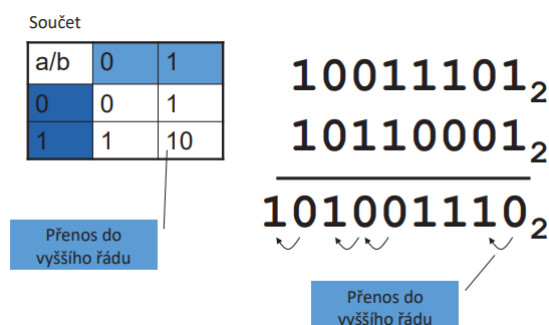 Součet
a/b 0 1
0 0 1
1 1 10
Přenos do
vyššího řádu
10011101₂
10110001₂
101001110₂
Přenos do
vyššího řádu